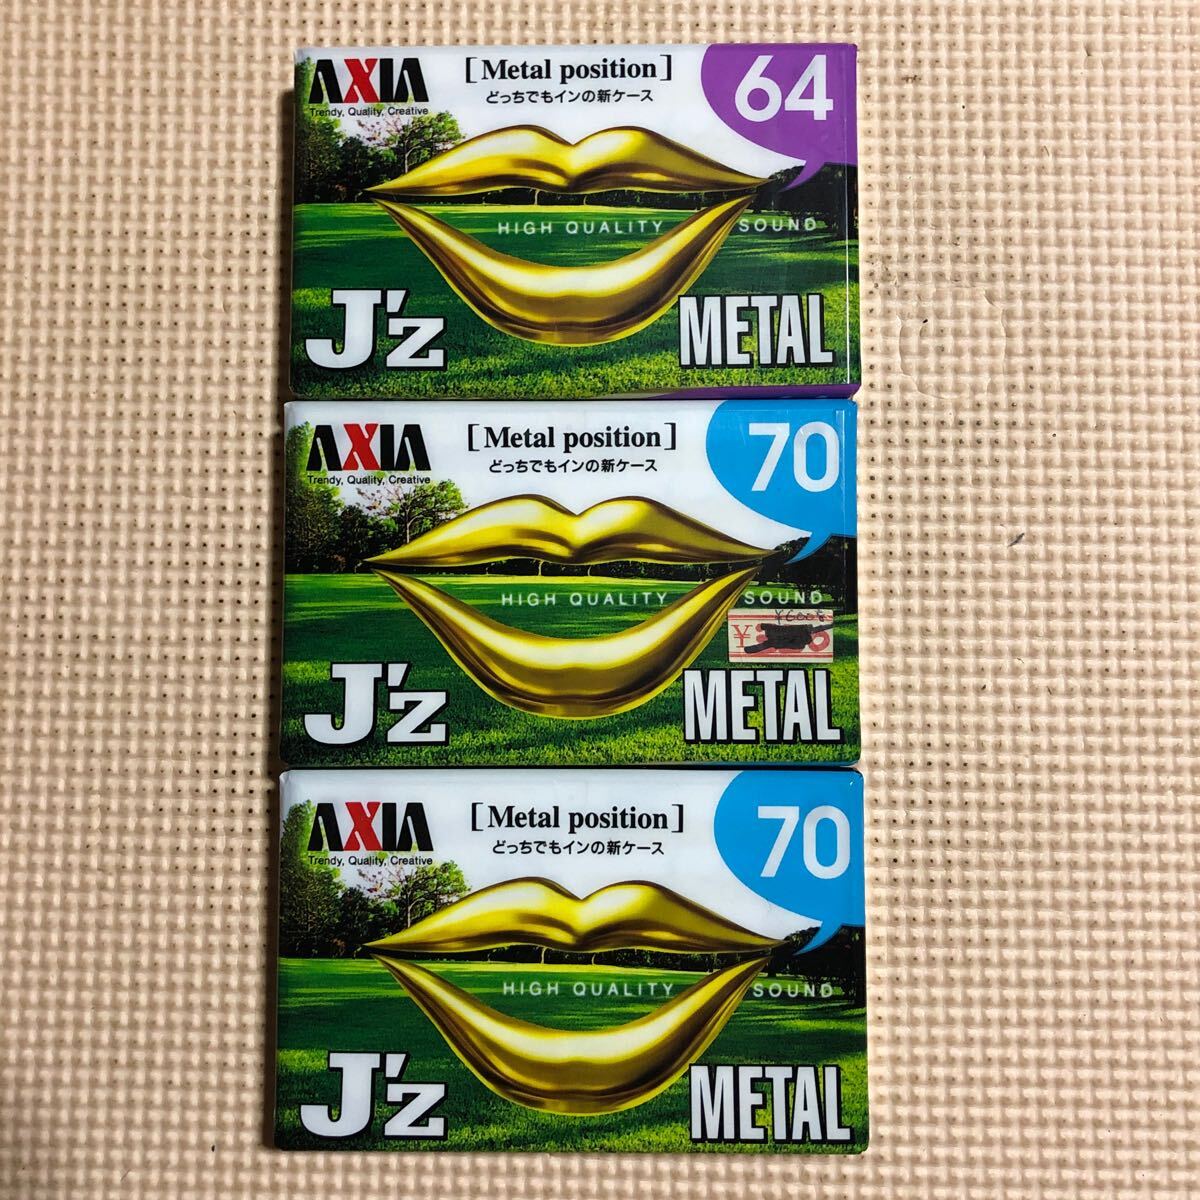 AXIA
Trendy, Quality, Creative
[Metal position]
どっちでもインの新ケース
64
HIGH QUALITY SOUND
J'z
METAL
AXIA
Trendy, Quality, Creative
[Metal position]
どっちでもインの新ケース
70
HIGH QUALITY SOUND
¥
J'z
METAL
AXIA
Trendy, Quality, Creative
[Metal position]
どっちでもインの新ケース
70
HIGH QUALITY SOUND
J'z
METAL